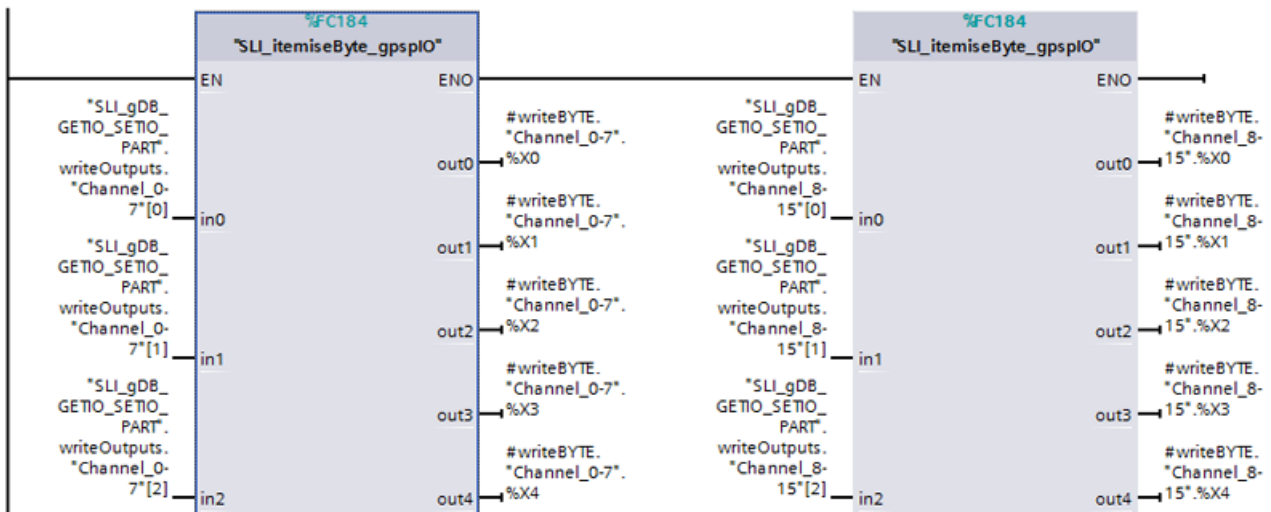 %FC184
"SLI_itemiseByte_gpspIO"
EN
ENO
"SLI_gDB_
GETIO_SETIO_
PART".
writeOutputs.
"Channel_0-
7"[0]
in0
"SLI_gDB_
GETIO_SETIO_
PART".
writeOutputs.
"Channel_0-
7"[1]
in1
"SLI_gDB_
GETIO_SETIO_
PART".
writeOutputs.
"Channel_0-
7"[2]
in2
#writeBYTE.
"Channel_0-7".
%X0
out0
#writeBYTE.
"Channel_0-7".
%X1
out1
#writeBYTE.
"Channel_0-7".
%X2
out2
#writeBYTE.
"Channel_0-7".
%X3
out3
#writeBYTE.
"Channel_0-7".
%X4
out4
%FC184
"SLI_itemiseByte_gpspIO"
EN
ENO
"SLI_gDB_
GETIO_SETIO_
PART".
writeOutputs.
"Channel_8-
15"[0]
in0
"SLI_gDB_
GETIO_SETIO_
PART".
writeOutputs.
"Channel_8-
15"[1]
in1
"SLI_gDB_
GETIO_SETIO_
PART".
writeOutputs.
"Channel_8-
15"[2]
in2
#writeBYTE.
"Channel_8-
15".%X0
out0
#writeBYTE.
"Channel_8-
15".%X1
out1
#writeBYTE.
"Channel_8-
15".%X2
out2
#writeBYTE.
"Channel_8-
15".%X3
out3
#writeBYTE.
"Channel_8-
15".%X4
out4